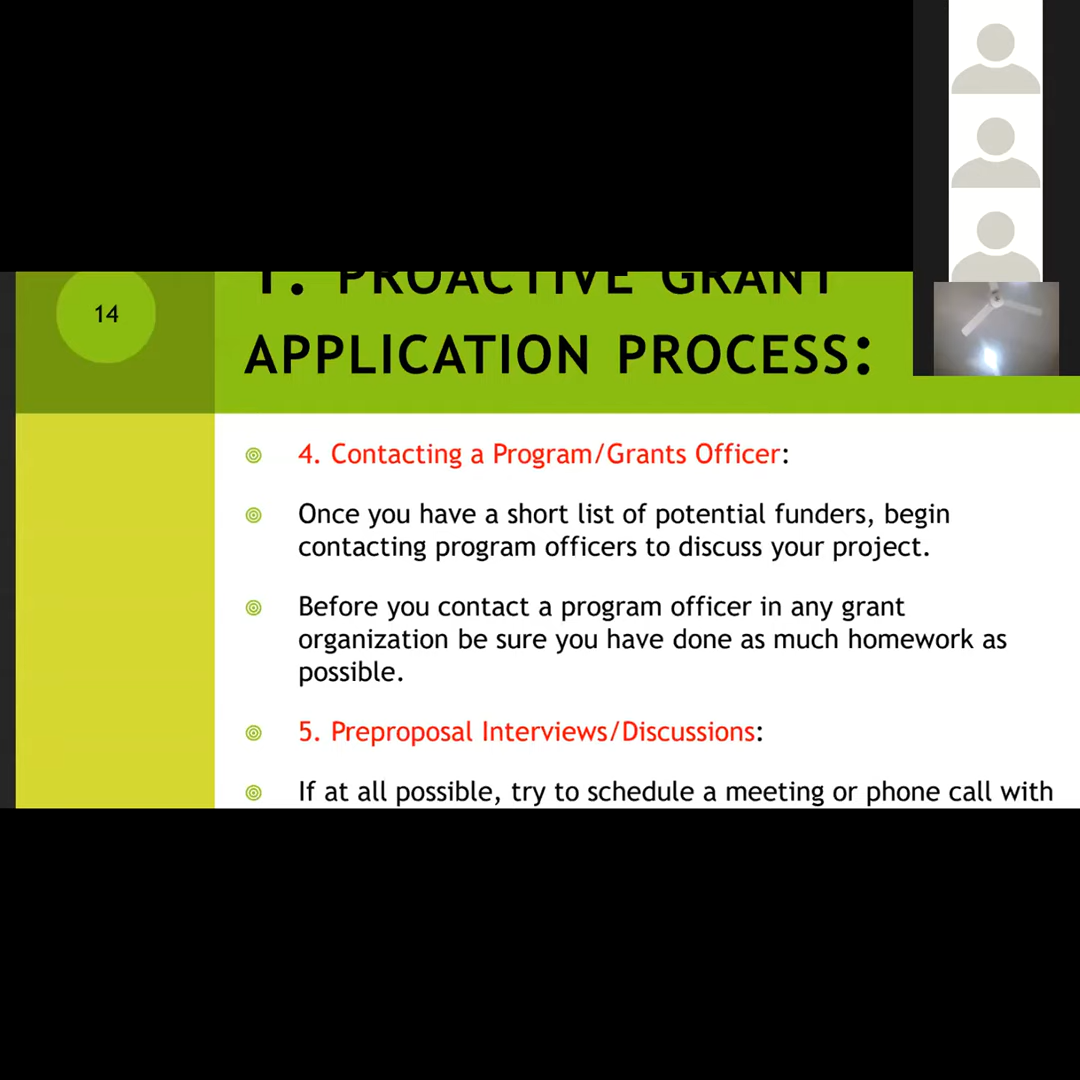 14
1. PROACTIVE GRANT
APPLICATION PROCESS:
4. Contacting a Program/Grants Officer:
Once you have a short list of potential funders, begin
contacting program officers to discuss your project.
Before you contact a program officer in any grant
organization be sure you have done as much homework as
possible.
5. Preproposal Interviews/Discussions:
If at all possible, try to schedule a meeting or phone call with